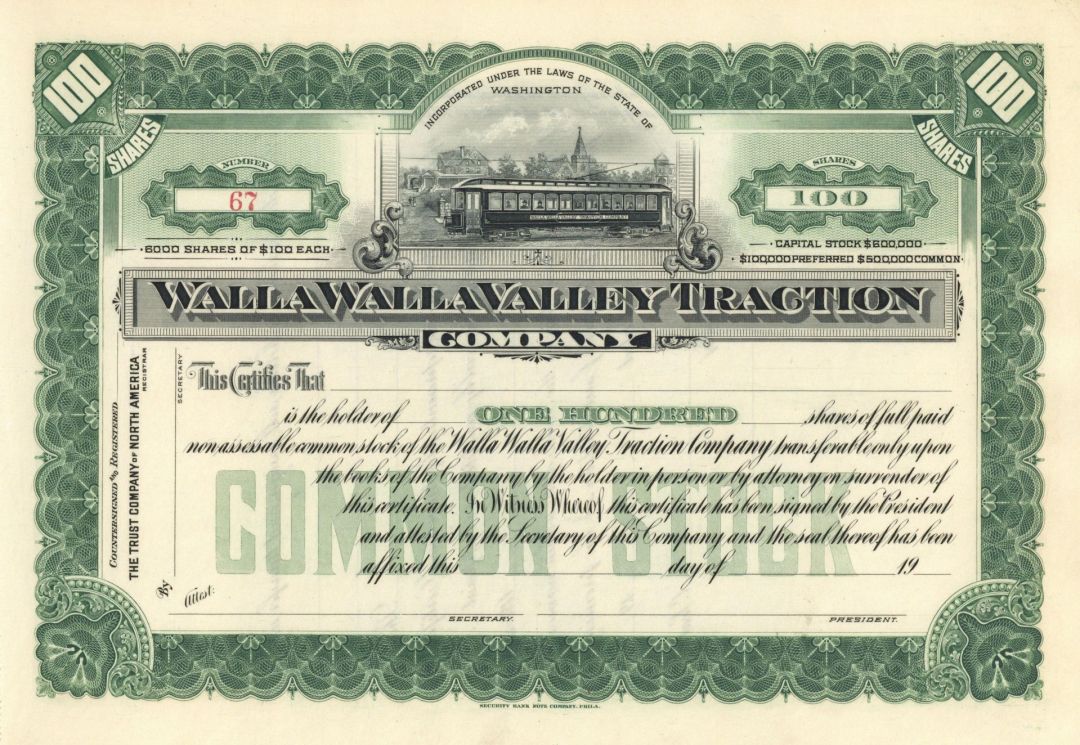 100
SHARES
INCORPORATED UNDER THE LAWS OF THE STATE OF
WASHINGTON
100
SHARES
NUMBER
67
SHARES
100
WALLA WALLA VALLEY TRACTION COMPANY
6000 SHARES OF $100 EACH
CAPITAL STOCK $600,000
$100,000 PREFERRED $500,000 COMMON
WALLA WALLA VALLEY TRACTION
COMPANY
COUNTERSIGNED AND REGISTERED
THE TRUST COMPANY OF NORTH AMERICA
REGISTRAR
By
SECRETARY
Attest:
This Certifies That
is the holder of ONE HUNDRED shares of full paid
non assessable common stock of the Walla Walla Valley Traction Company transferable only upon
the books of the Company by the holder in person or by attorney on surrender of
this certificate. In Witness Whereof this certificate has been signed by the President
and attested by the Secretary of this Company and the seal thereof has been
affixed this day of 19
COMMON STOCK
SECRETARY.
PRESIDENT.
SECURITY BANK NOTE COMPANY, PHILA.